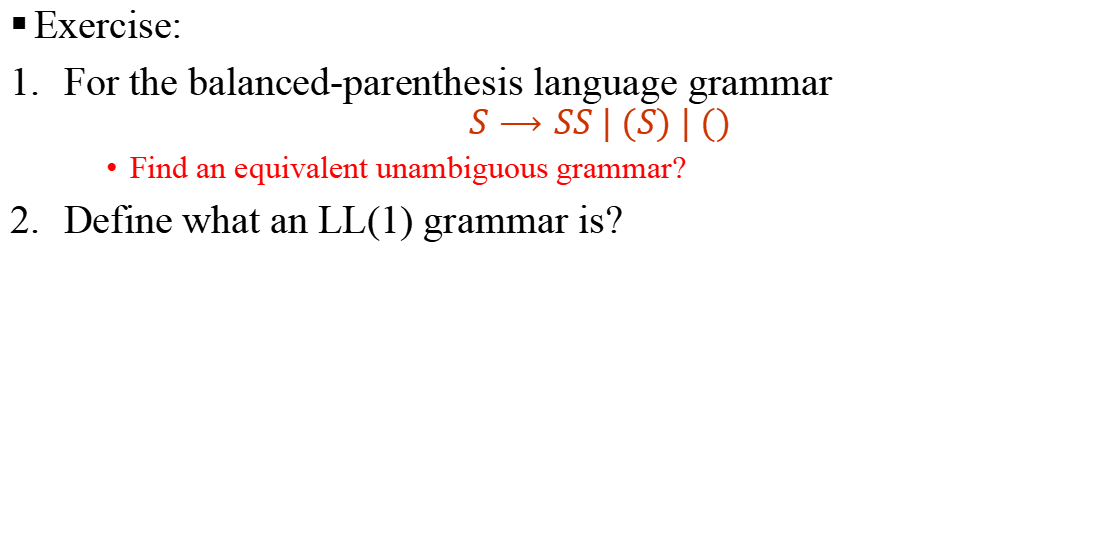 ▪ Exercise:
1. For the balanced-parenthesis language grammar
S ⟶ SS | (S) | ()
• Find an equivalent unambiguous grammar?
2. Define what an LL(1) grammar is?